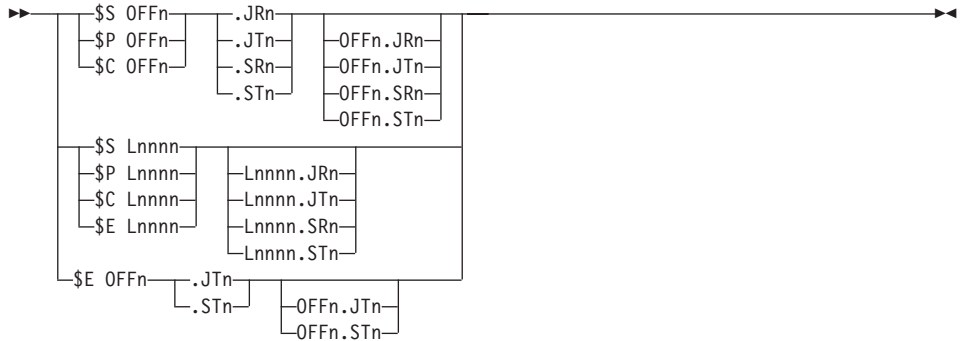 $S OFFn .JRn
$P OFFn .JTn OFFn.JRn
$C OFFn .SRn OFFn.JTn
.STn OFFn.SRn
OFFn.STn
$S Lnnnn
$P Lnnnn Lnnnn.JRn
$C Lnnnn Lnnnn.JTn
$E Lnnnn Lnnnn.SRn
Lnnnn.STn
$E OFFn .JTn
.STn OFFn.JTn
OFFn.STn